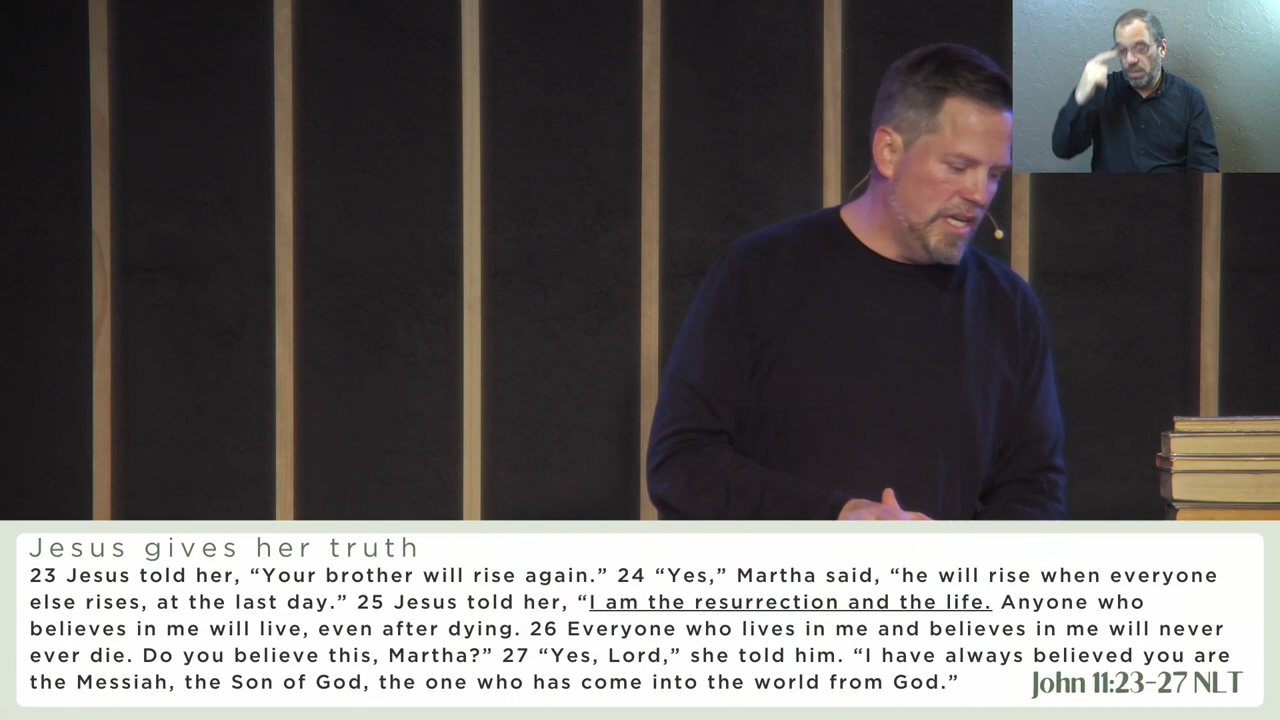 Jesus gives her truth
23 Jesus told her, “Your brother will rise again.” 24 “Yes,” Martha said, “he will rise when everyone
else rises, at the last day.” 25 Jesus told her, “I am the resurrection and the life. Anyone who
believes in me will live, even after dying. 26 Everyone who lives in me and believes in me will never
ever die. Do you believe this, Martha?” 27 “Yes, Lord,” she told him. “I have always believed you are
the Messiah, the Son of God, the one who has come into the world from God.”
John 11:23-27 NLT